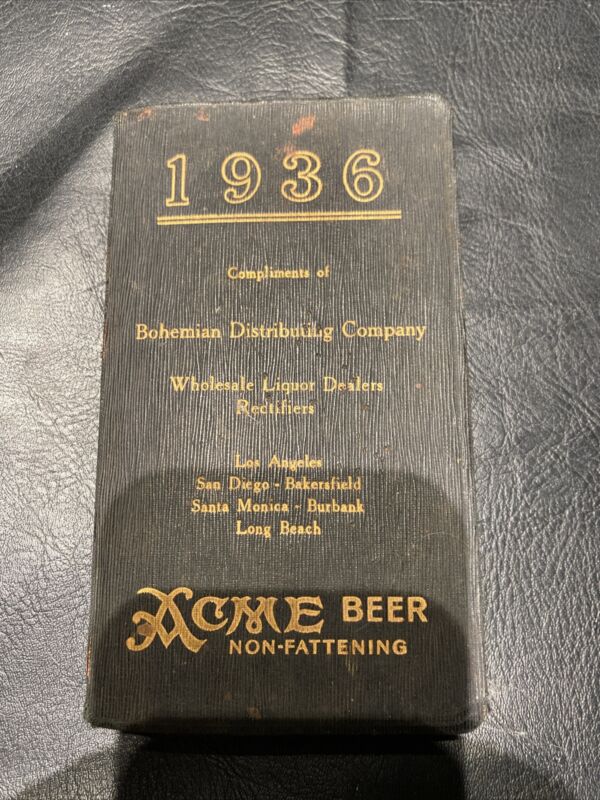 1936
Compliments of
Bohemian Distributing Company
Wholesale Liquor Dealers
Rectifiers
Los Angeles
San Diego - Bakersfield
Santa Monica - Burbank
Long Beach
ACME BEER
NON-FATTENING